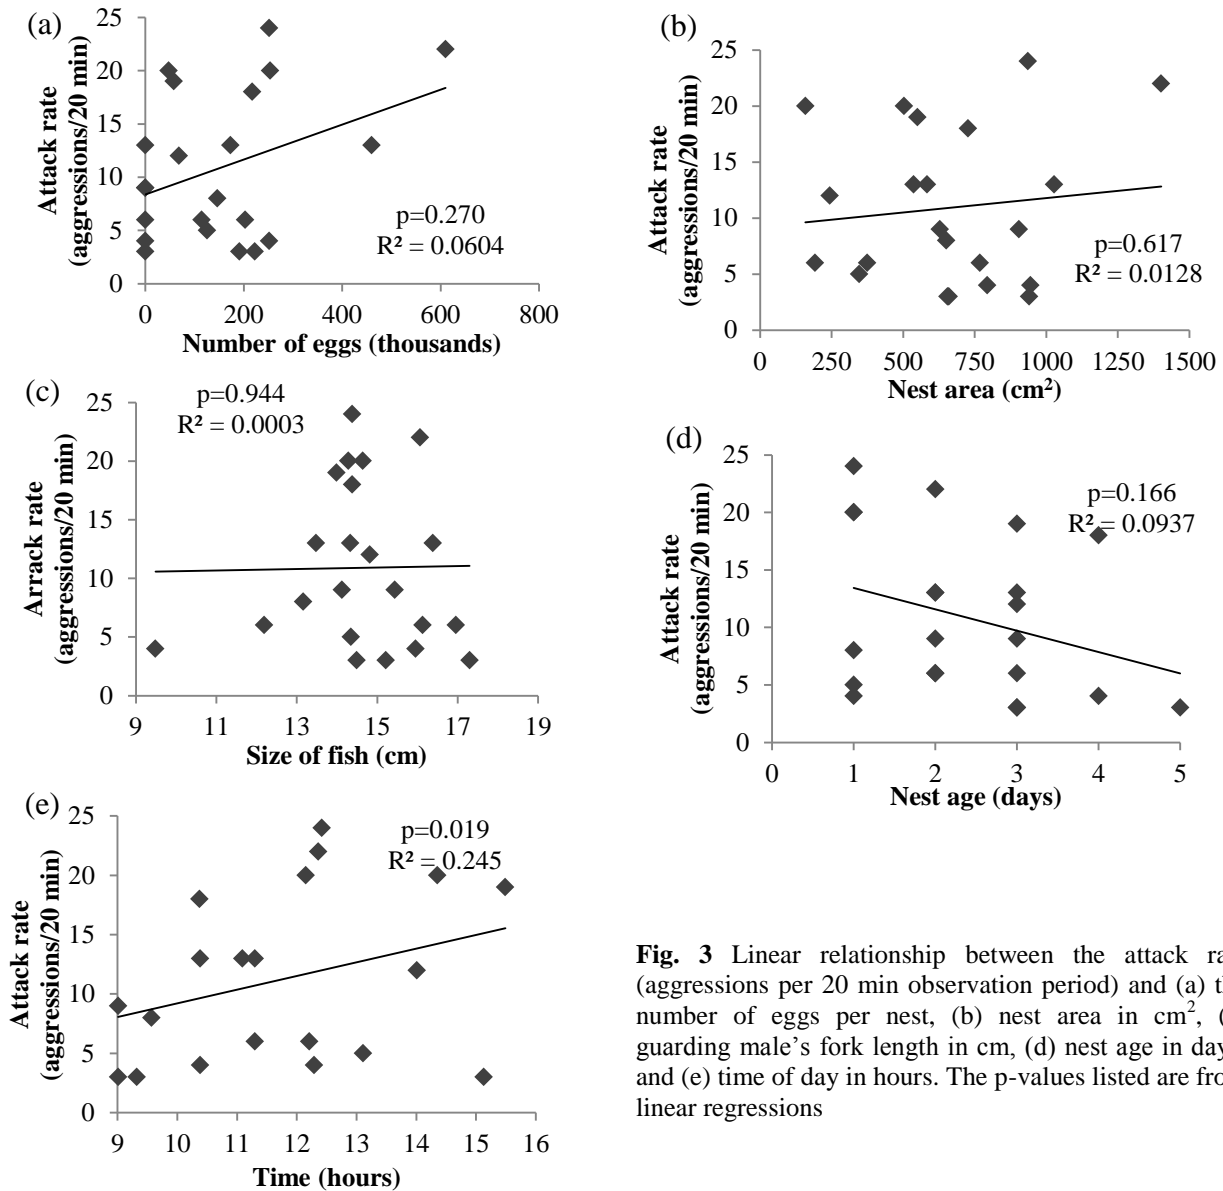 (a)
Attack rate
(aggressions/20 min)
25
20
15
10
5
0
p=0.270
R² = 0.0604
0 200 400 600 800
Number of eggs (thousands)
(b)
Attack rate
(aggressions/20 min)
25
20
15
10
5
0
p=0.617
R² = 0.0128
0 250 500 750 1000 1250 1500
Nest area (cm²)
(c)
Arrack rate
(aggressions/20 min)
25
20
15
10
5
0
p=0.944
R² = 0.0003
9 11 13 15 17 19
Size of fish (cm)
(d)
Attack rate
(aggressions/20 min)
25
20
15
10
5
0
p=0.166
R² = 0.0937
0 1 2 3 4 5
Nest age (days)
(e)
Attack rate
(aggressions/20 min)
25
20
15
10
5
0
p=0.019
R² = 0.245
9 10 11 12 13 14 15 16
Time (hours)
Fig. 3 Linear relationship between the attack ra
(aggressions per 20 min observation period) and (a) t
number of eggs per nest, (b) nest area in cm², (
guarding male's fork length in cm, (d) nest age in day
and (e) time of day in hours. The p-values listed are fro
linear regressions